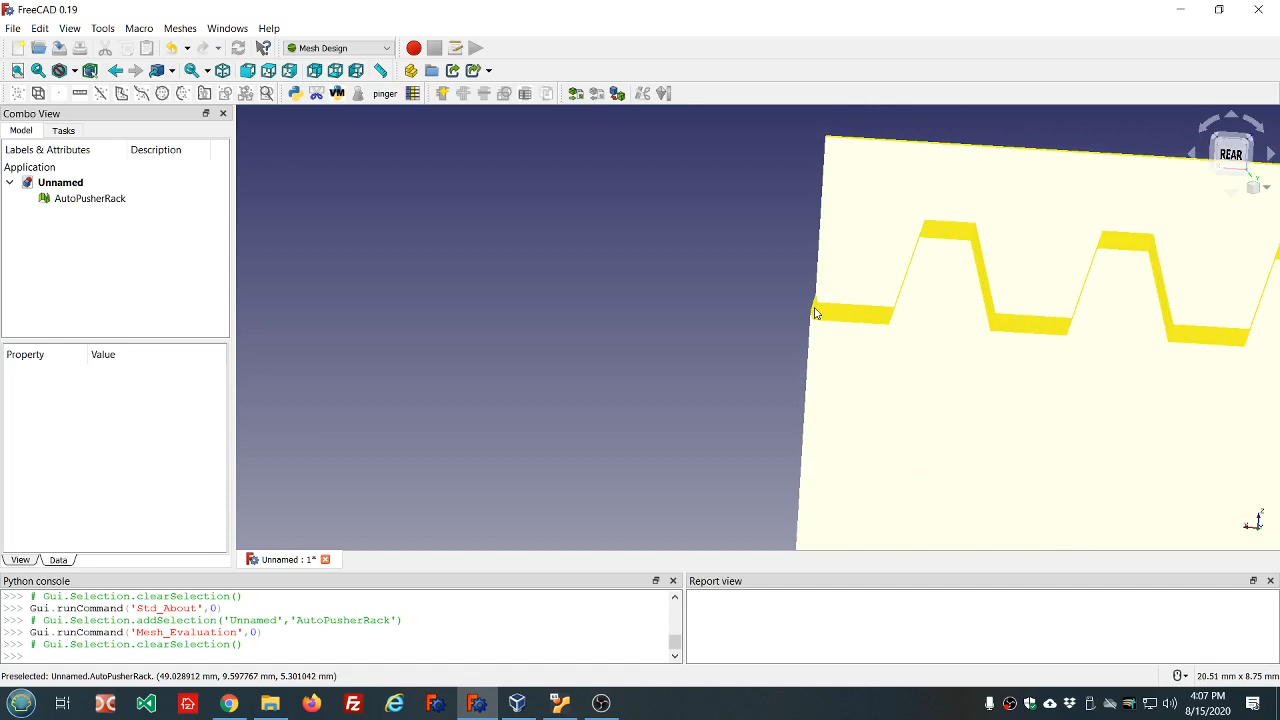 FreeCAD 0.19
File Edit View Tools Macro Meshes Windows Help
Mesh Design
pinger
Combo View
Model Tasks
Labels & Attributes Description
Application
Unnamed
AutoPusherRack
Property Value
View Data
REAR
Unnamed : 1*
Python console
>>> # Gui.Selection.clearSelection()
>>> Gui.runCommand('Std_About',0)
>>> # Gui.Selection.addSelection('Unnamed','AutoPusherRack')
>>> Gui.runCommand('Mesh_Evaluation',0)
>>> # Gui.Selection.clearSelection()
>>>
Report view
Preselected: Unnamed.AutoPusherRack. (49.028912 mm, 9.597767 mm, 5.301042 mm)
20.51 mm x 8.75 mm
4:07 PM
8/15/2020